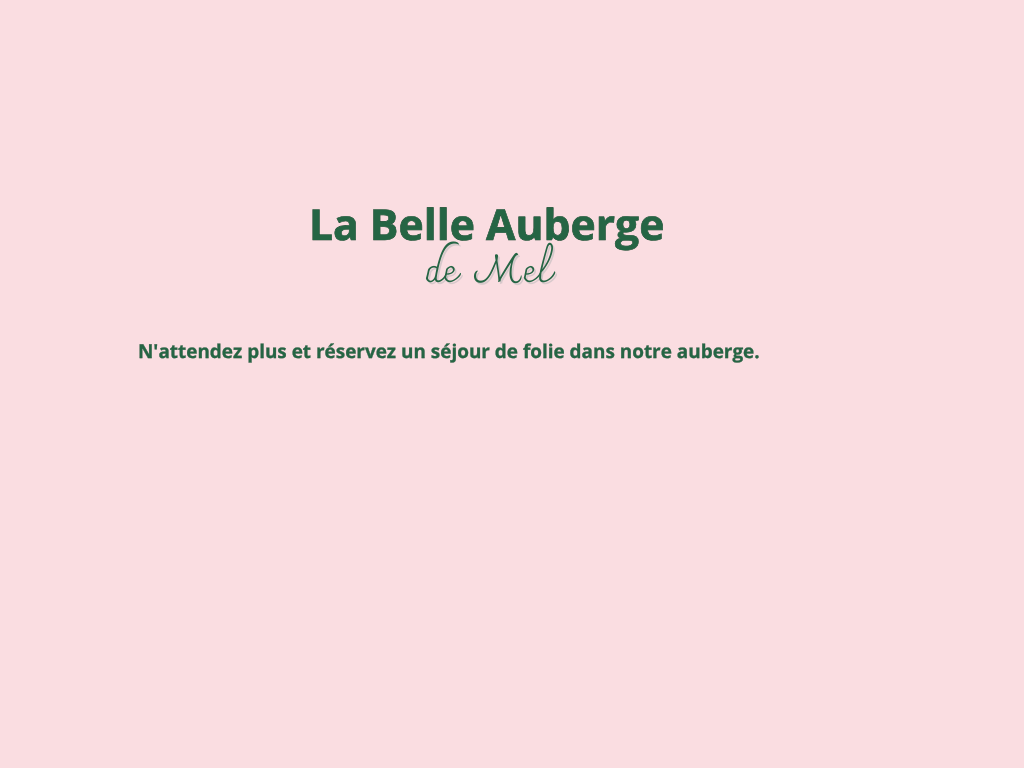 La Belle Auberge
de Mel
N'attendez plus et réservez un séjour de folie dans notre auberge.